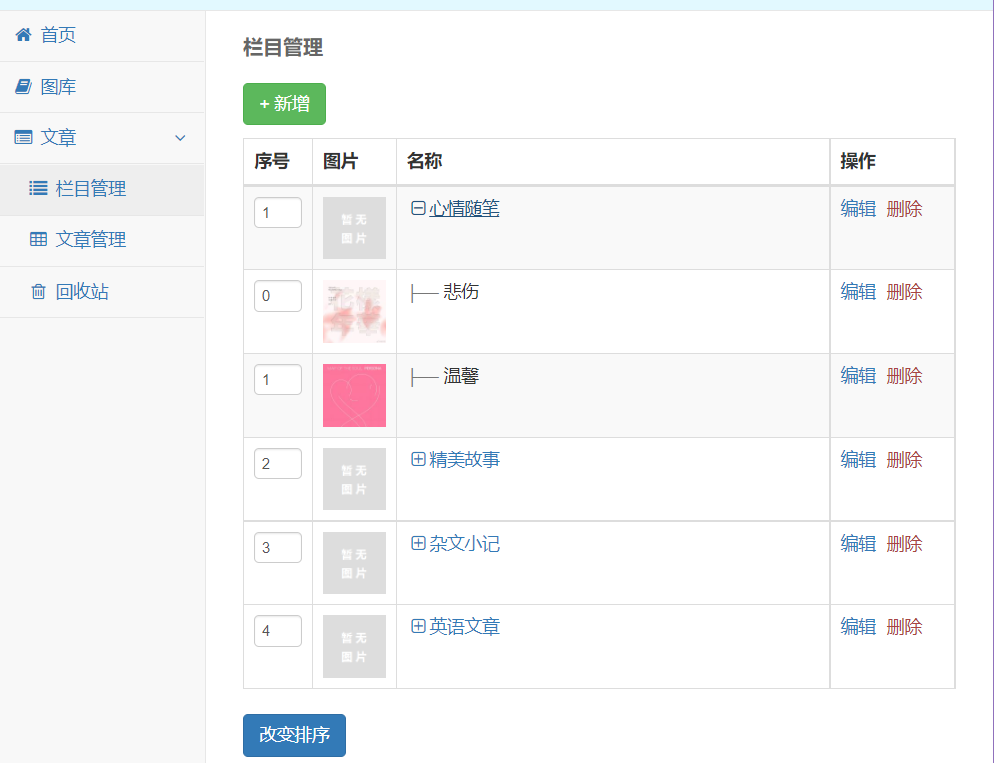 首页
图库
文章
栏目管理
文章管理
回收站
栏目管理
+ 新增
序号 图片 名称 操作
1 暂无图片 心情随笔 编辑 删除
0 ├── 悲伤 编辑 删除
1 ├── 温馨 编辑 删除
2 暂无图片 精美故事 编辑 删除
3 暂无图片 杂文小记 编辑 删除
4 暂无图片 英语文章 编辑 删除
改变排序